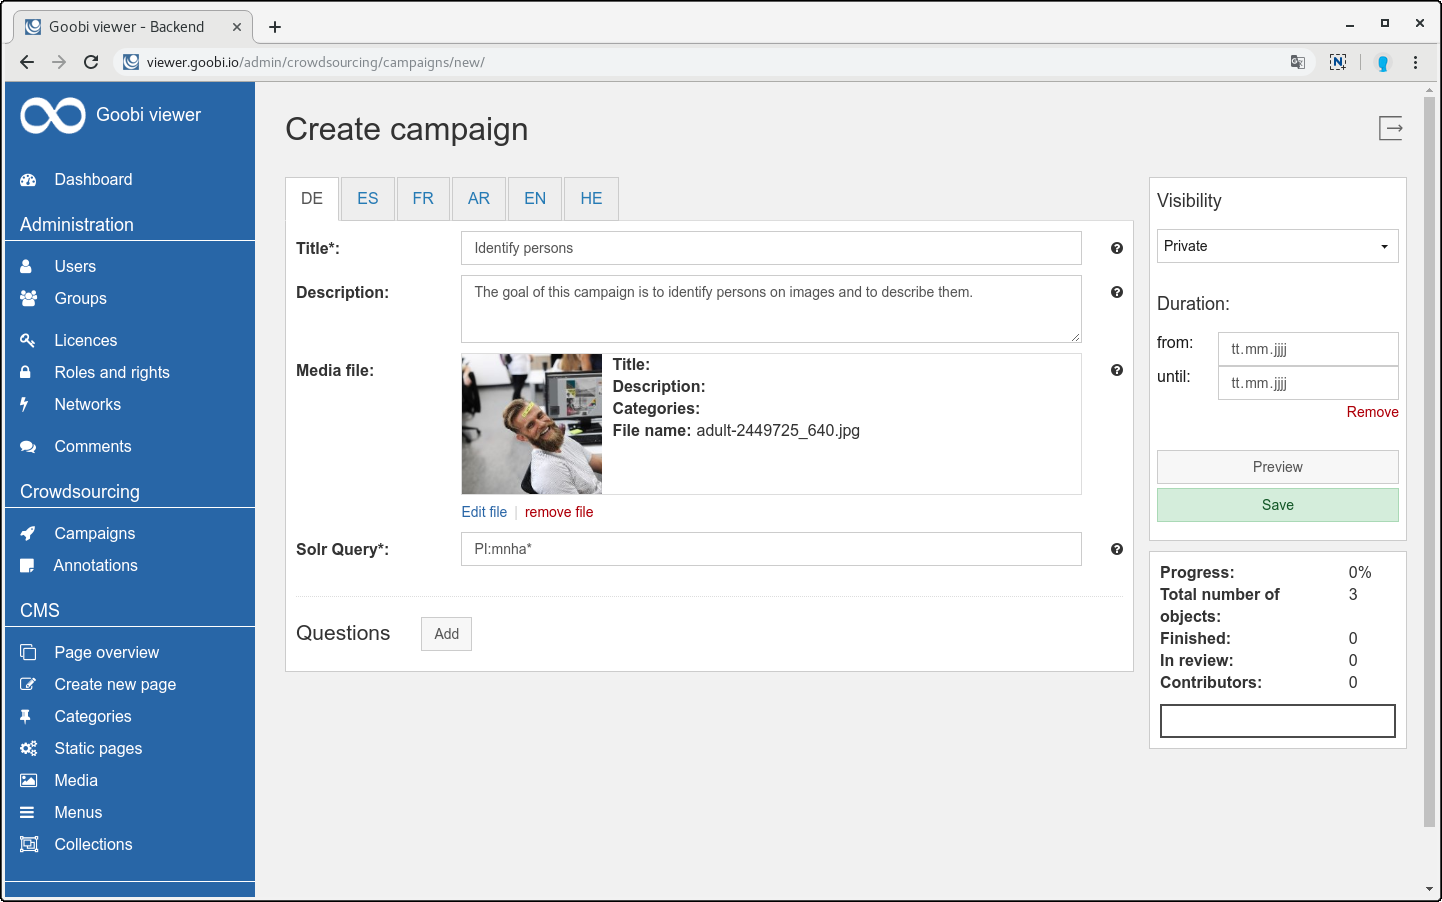 Goobi viewer - Backend
viewer.goobi.io/admin/crowdsourcing/campaigns/new/
Goobi viewer
Dashboard
Administration
Users
Groups
Licences
Roles and rights
Networks
Comments
Crowdsourcing
Campaigns
Annotations
CMS
Page overview
Create new page
Categories
Static pages
Media
Menus
Collections
Create campaign
DE ES FR AR EN HE
Title*: Identify persons
Description: The goal of this campaign is to identify persons on images and to describe them.
Media file:
Title:
Description:
Categories:
File name: adult-2449725_640.jpg
Edit file | remove file
Solr Query*: PI:mnha*
Questions Add
Visibility
Private
Duration:
from: tt.mm.jjjj
until: tt.mm.jjjj
Remove
Preview
Save
Progress: 0%
Total number of objects: 3
Finished: 0
In review: 0
Contributors: 0